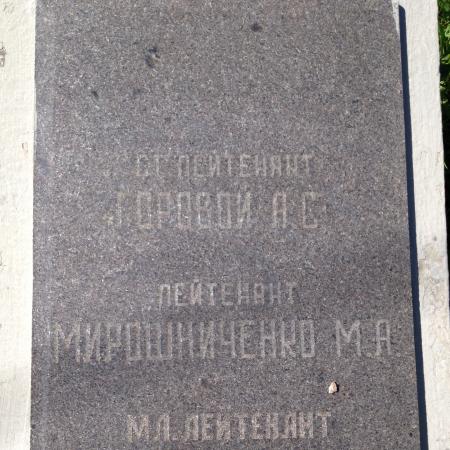 СТ. ЛЕЙТЕНАНТ
ГОРОВОЙ А.С.
ЛЕЙТЕНАНТ
МИРОШНИЧЕНКО М.А.
МЛ. ЛЕЙТЕНАНТ